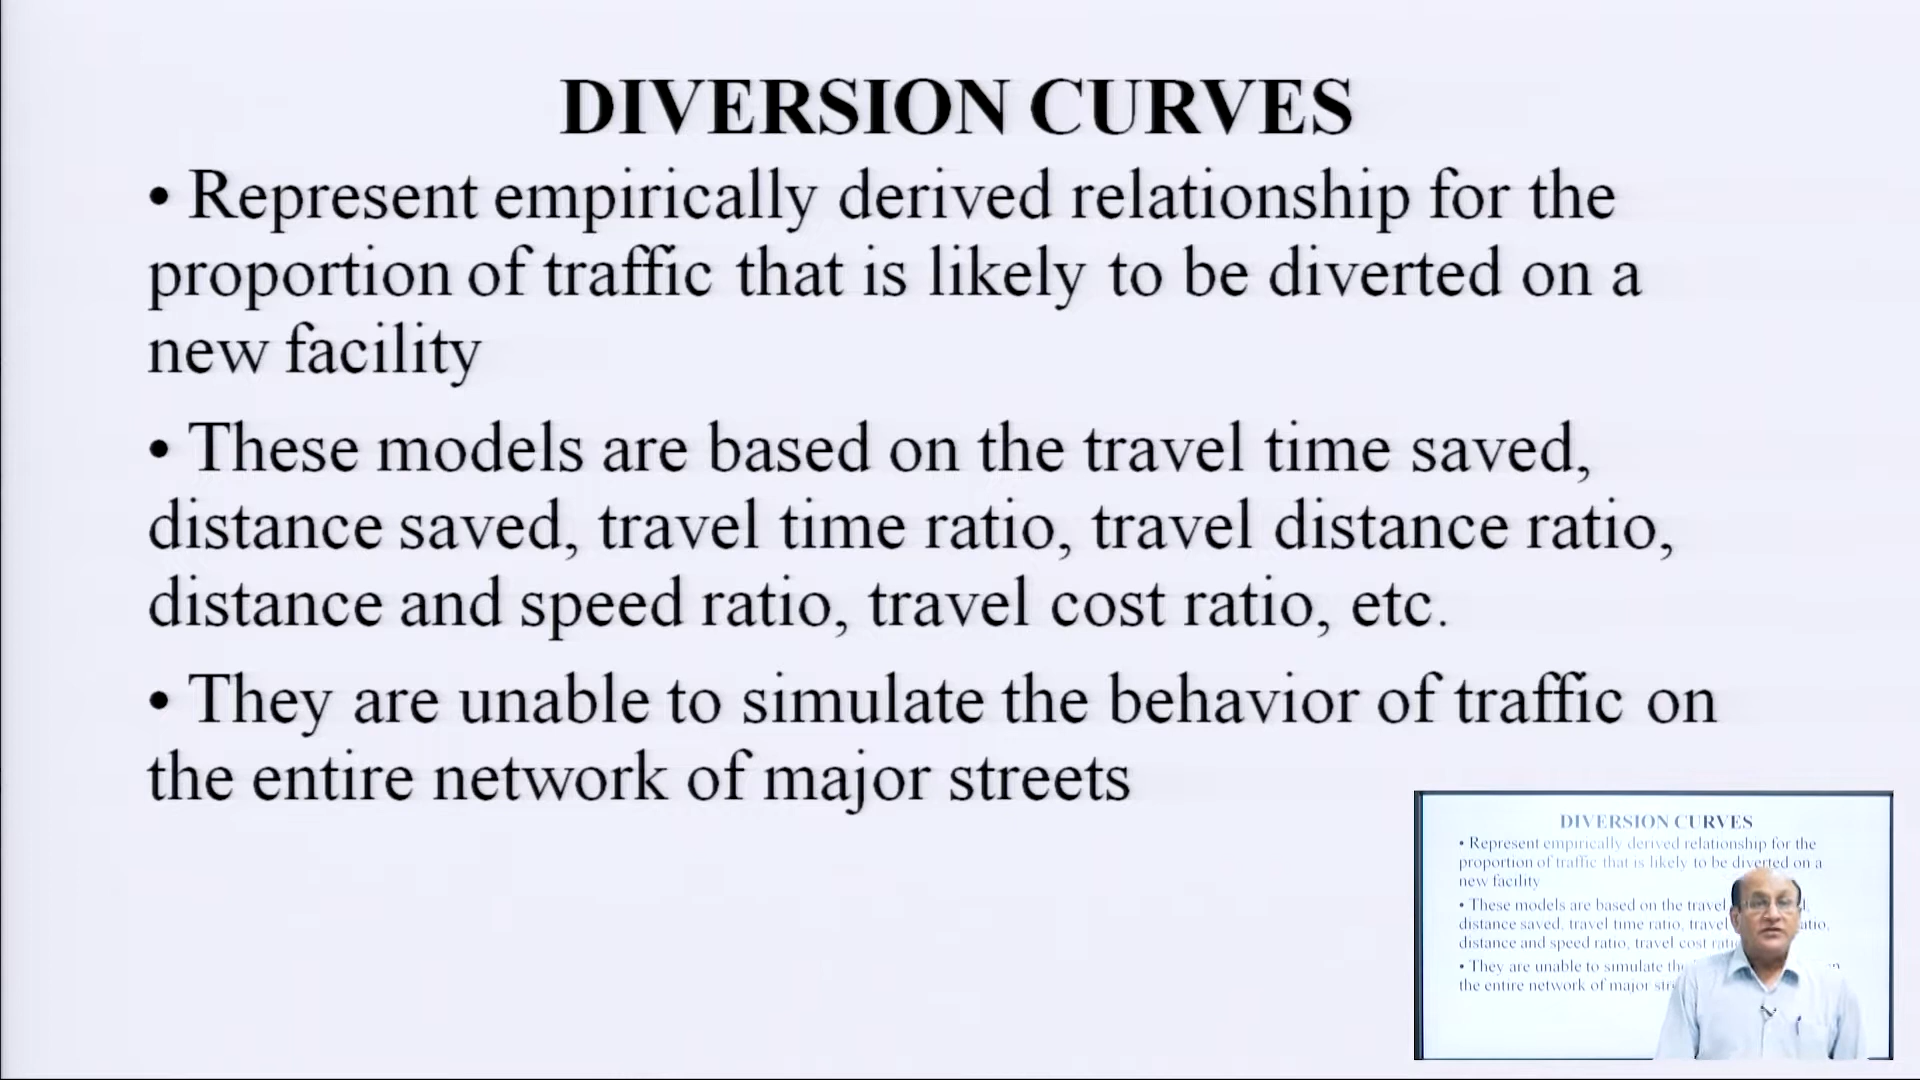 DIVERSION CURVES
• Represent empirically derived relationship for the
proportion of traffic that is likely to be diverted on a
new facility
• These models are based on the travel time saved,
distance saved, travel time ratio, travel distance ratio,
distance and speed ratio, travel cost ratio, etc.
• They are unable to simulate the behavior of traffic on
the entire network of major streets
DIVERSION CURVES
• Represent empirically derived relationship for the
proportion of traffic that is likely to be diverted on a
new facility
• These models are based on the travel
distance saved, travel time ratio, travel
distance and speed ratio, travel cost
• They are unable to simulate
the entire network of major